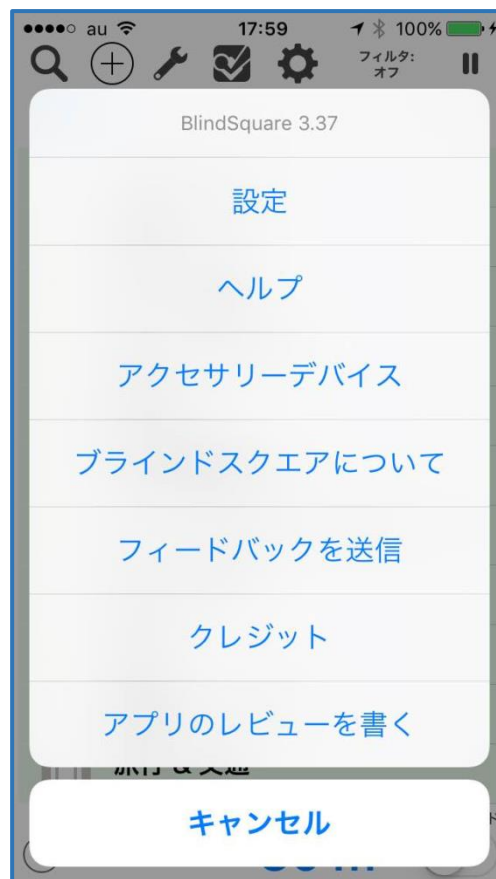 au 17:59 100%
フィルタ:
オフ
BlindSquare 3.37
設定
ヘルプ
アクセサリーデバイス
ブラインドスクエアについて
フィードバックを送信
クレジット
アプリのレビューを書く
キャンセル